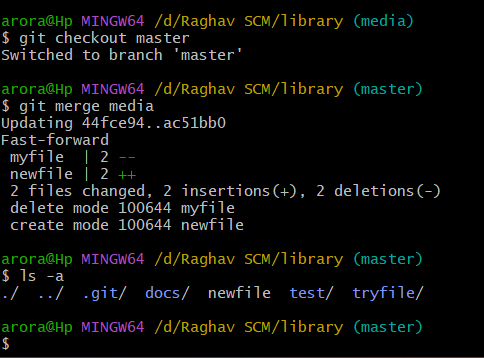 arora@Hp MINGW64 /d/Raghav SCM/library (media)
$ git checkout master
Switched to branch 'master'
arora@Hp MINGW64 /d/Raghav SCM/library (master)
$ git merge media
Updating 44fce94..ac51bb0
Fast-forward
 myfile  | 2 --
 newfile | 2 ++
 2 files changed, 2 insertions(+), 2 deletions(-)
 delete mode 100644 myfile
 create mode 100644 newfile
arora@Hp MINGW64 /d/Raghav SCM/library (master)
$ ls -a
./  ../  .git/  docs/  newfile  test/  tryfile/
arora@Hp MINGW64 /d/Raghav SCM/library (master)
$